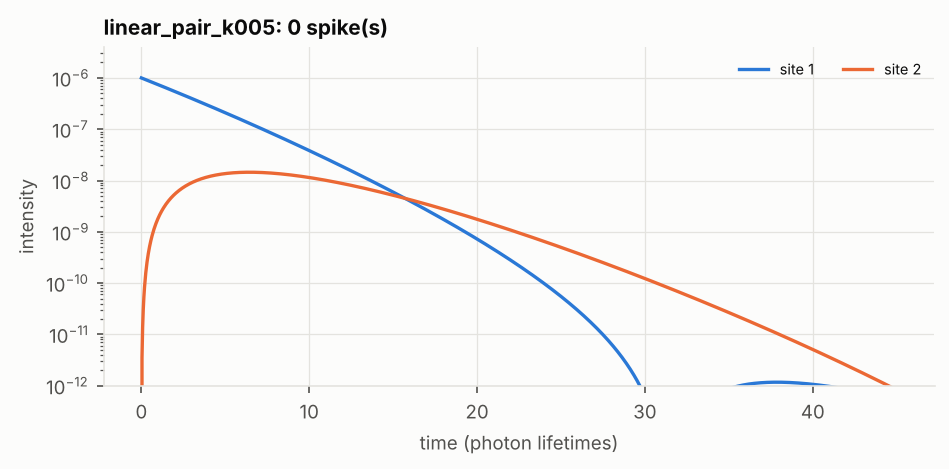 linear_pair_k005: 0 spike(s)
site 1 site 2
10⁻⁶
10⁻⁷
10⁻⁸
10⁻⁹
10⁻¹⁰
10⁻¹¹
10⁻¹²
intensity
0 10 20 30 40
time (photon lifetimes)